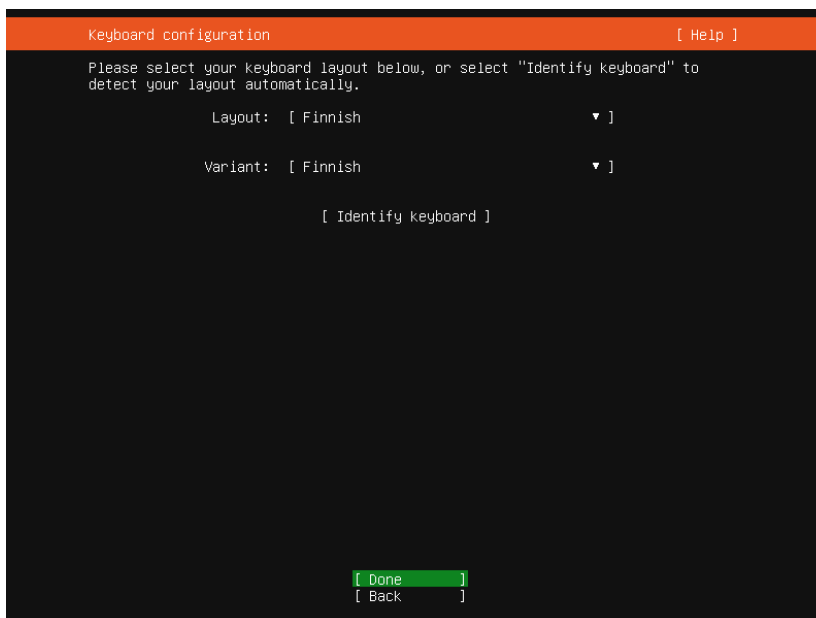 Keyboard configuration [ Help ]
Please select your keyboard layout below, or select "Identify keyboard" to
detect your layout automatically.
Layout: [ Finnish ▾ ]
Variant: [ Finnish ▾ ]
[ Identify keyboard ]
[ Done ]
[ Back ]